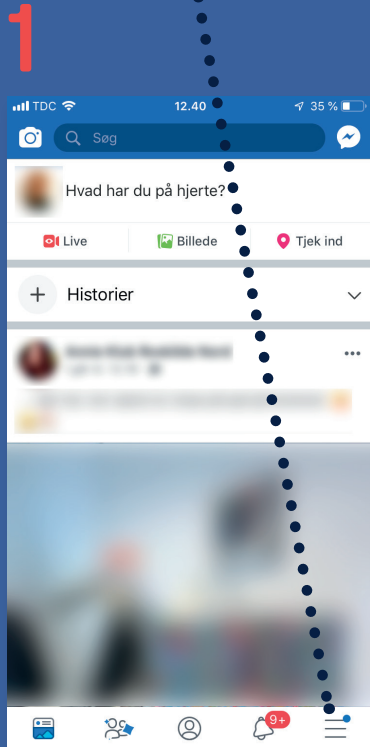 1
TDC 12.40 35 %
Søg
Hvad har du på hjerte?
Live Billede Tjek ind
Historier
9+